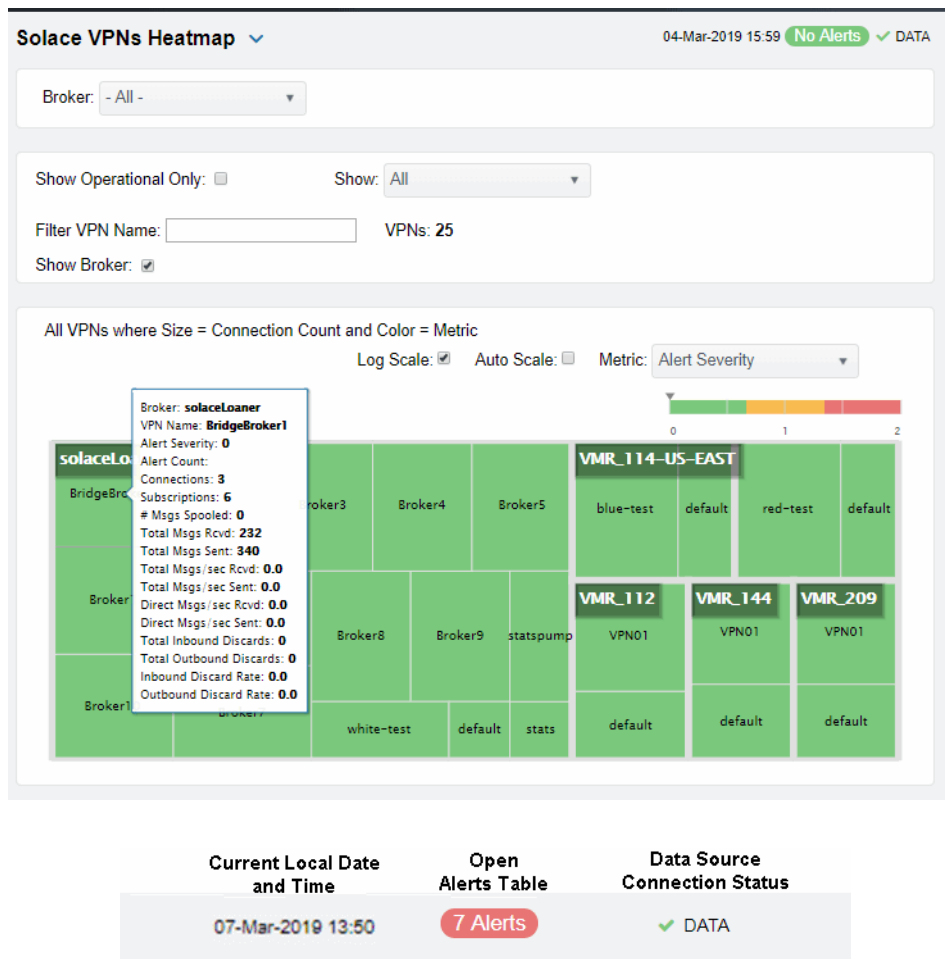 Solace VPNs Heatmap
04-Mar-2019 15:59 No Alerts DATA
Broker: - All -
Show Operational Only: Show: All
Filter VPN Name: VPNs: 25
Show Broker:
All VPNs where Size = Connection Count and Color = Metric
Log Scale: Auto Scale: Metric: Alert Severity
0 1 2
Broker: solaceLoaner
VPN Name: BridgeBroker1
Alert Severity: 0
Alert Count:
Connections: 3
Subscriptions: 6
# Msgs Spooled: 0
Total Msgs Rcvd: 232
Total Msgs Sent: 340
Total Msgs/sec Rcvd: 0.0
Total Msgs/sec Sent: 0.0
Direct Msgs/sec Rcvd: 0.0
Direct Msgs/sec Sent: 0.0
Total Inbound Discards: 0
Total Outbound Discards: 0
Inbound Discard Rate: 0.0
Outbound Discard Rate: 0.0
solaceLo
BridgeBro
roker3 Broker4 Broker5
Broker
Broker8 Broker9 statspump
Broker1
white-test default stats
VMR_114-US-EAST
blue-test default red-test default
VMR_112 VMR_144 VMR_209
VPN01 VPN01 VPN01
default default default
Current Local Date
and Time
Open
Alerts Table
Data Source
Connection Status
07-Mar-2019 13:50 7 Alerts DATA